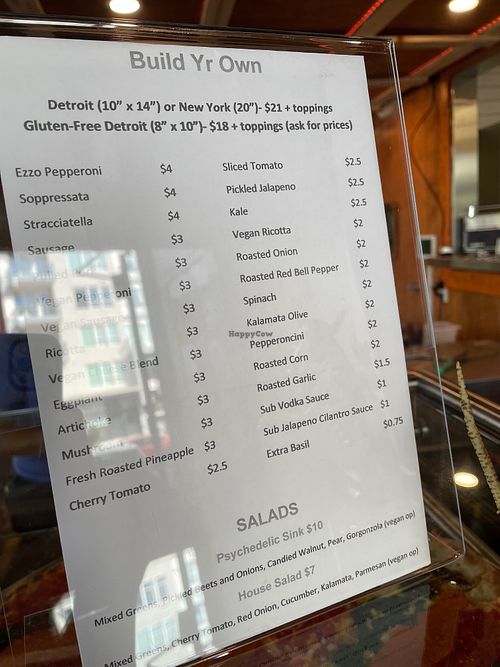 Build Yr Own
Detroit (10” x 14”) or New York (20”)- $21 + toppings
Gluten-Free Detroit (8” x 10”)- $18 + toppings (ask for prices)
Ezzo Pepperoni $4
Soppressata $4
Stracciatella $4
Sausage $3
$3
Vegan Pepperoni $3
Vegan Sausage $3
Ricotta $3
Vegan Cheese Blend $3
Eggplant $3
Artichoke $3
Mushroom $3
Fresh Roasted Pineapple $3
Cherry Tomato $2.5
Sliced Tomato $2.5
Pickled Jalapeno $2.5
Kale $2.5
Vegan Ricotta $2
Roasted Onion $2
Roasted Red Bell Pepper $2
Spinach $2
Kalamata Olive $2
Pepperoncini $2
Roasted Corn $2
Roasted Garlic $1.5
Sub Vodka Sauce $1
Sub Jalapeno Cilantro Sauce $1
Extra Basil $0.75
HappyCow
SALADS
Psychedelic Sink $10
Mixed Greens, Pickled Beets and Onions, Candied Walnut, Pear, Gorgonzola (vegan op)
House Salad $7
Mixed Greens, Cherry Tomato, Red Onion, Cucumber, Kalamata, Parmesan (vegan op)